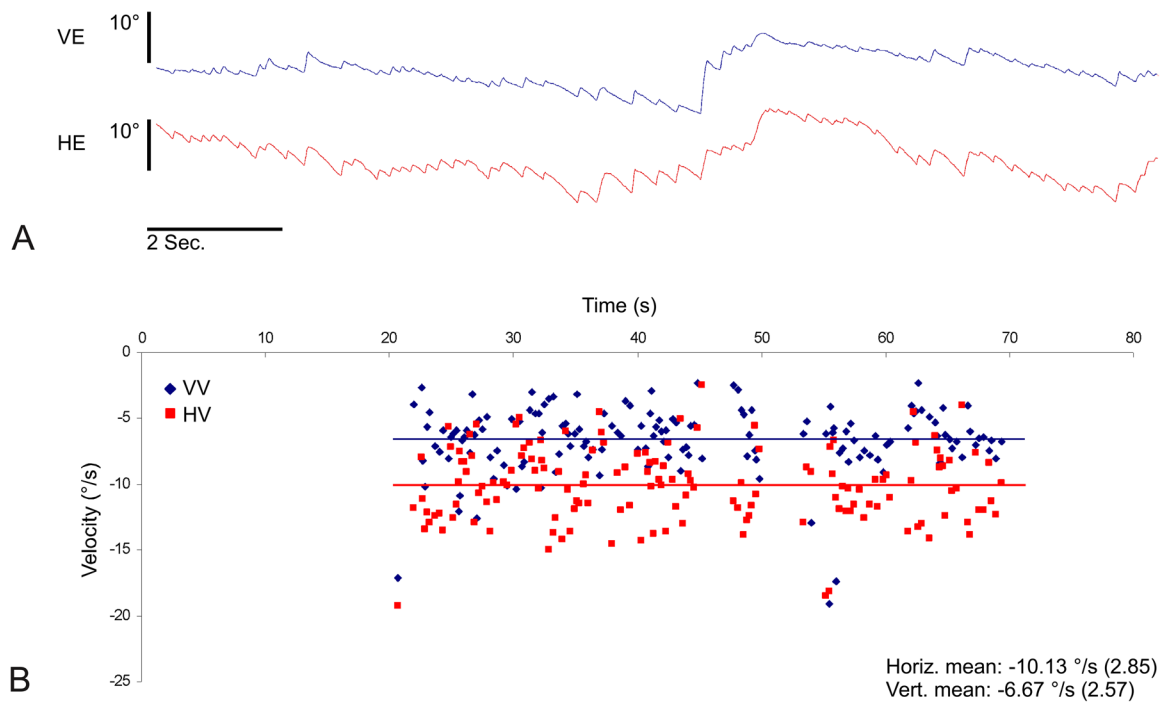 VE
10°
HE
10°
A
2 Sec.
Time (s)
0 10 20 30 40 50 60 70 80
0
-5
-10
-15
-20
-25
Velocity (°/s)
VV
HV
B
Horiz. mean: -10.13 °/s (2.85)
Vert. mean: -6.67 °/s (2.57)